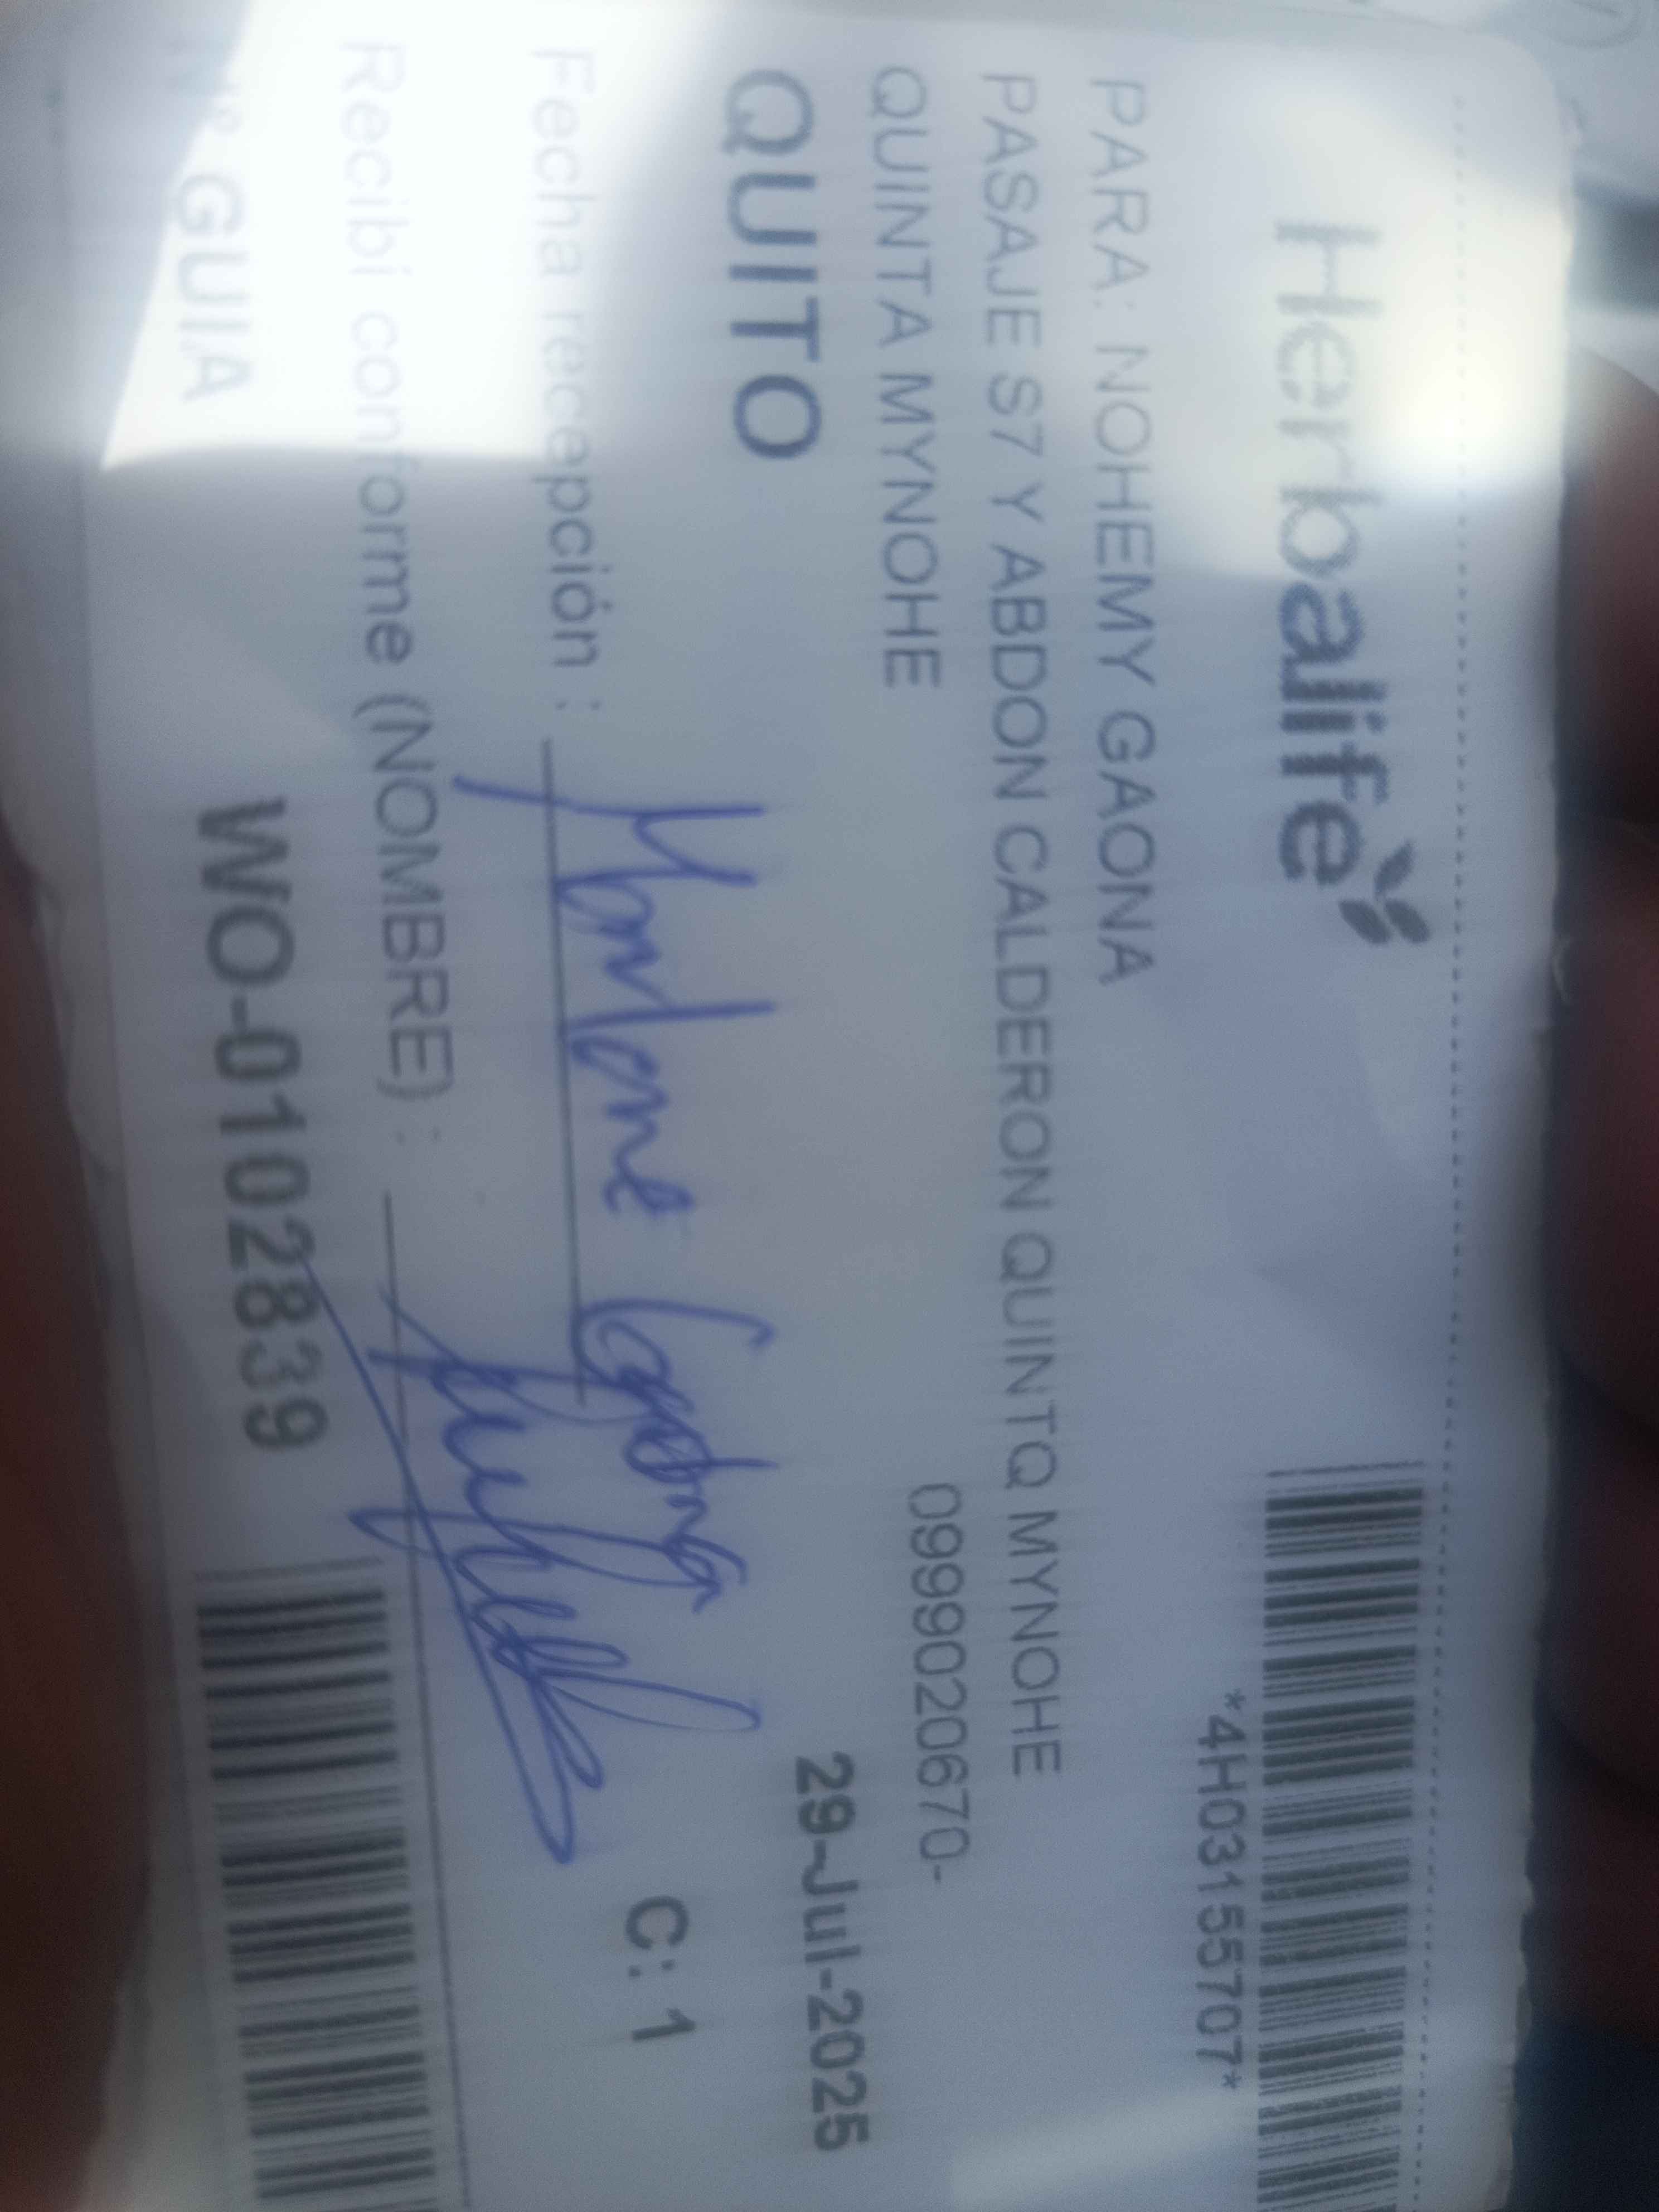 Herbalife
*4H03155707*
PARA: NOHEMY GAONA
PASAJE S7 Y ABDON CALDERON QUINTQ MYNOHE
QUINTA MYNOHE 0999020670-
QUITO 29-Jul-2025
Fecha recepción : C: 1
Recibi conforme (NOMBRE) :
GUIA WO-01028839